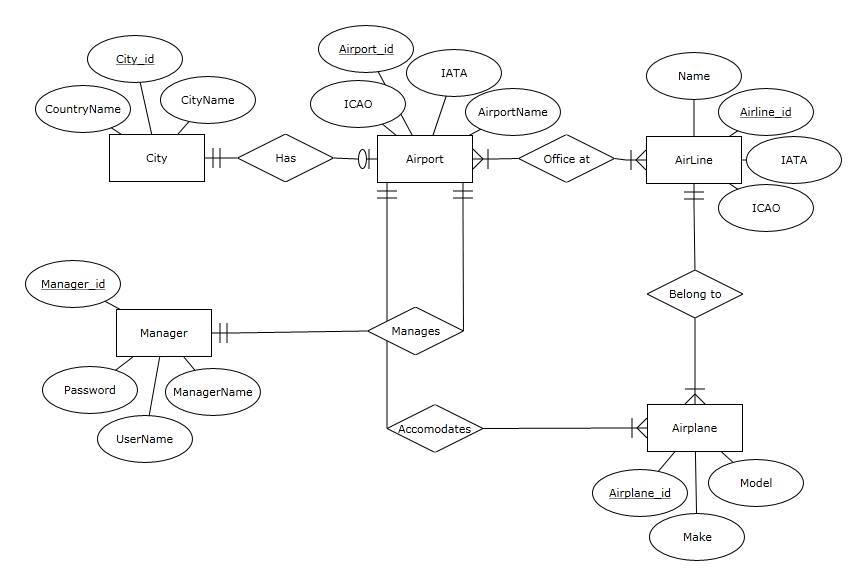 City_id
CountryName
CityName
City
Has
Airport_id
IATA
ICAO
AirportName
Airport
Office at
Name
Airline_id
IATA
AirLine
ICAO
Belong to
Manager_id
Manager
Manages
Password
ManagerName
UserName
Accomodates
Airplane
Airplane_id
Model
Make